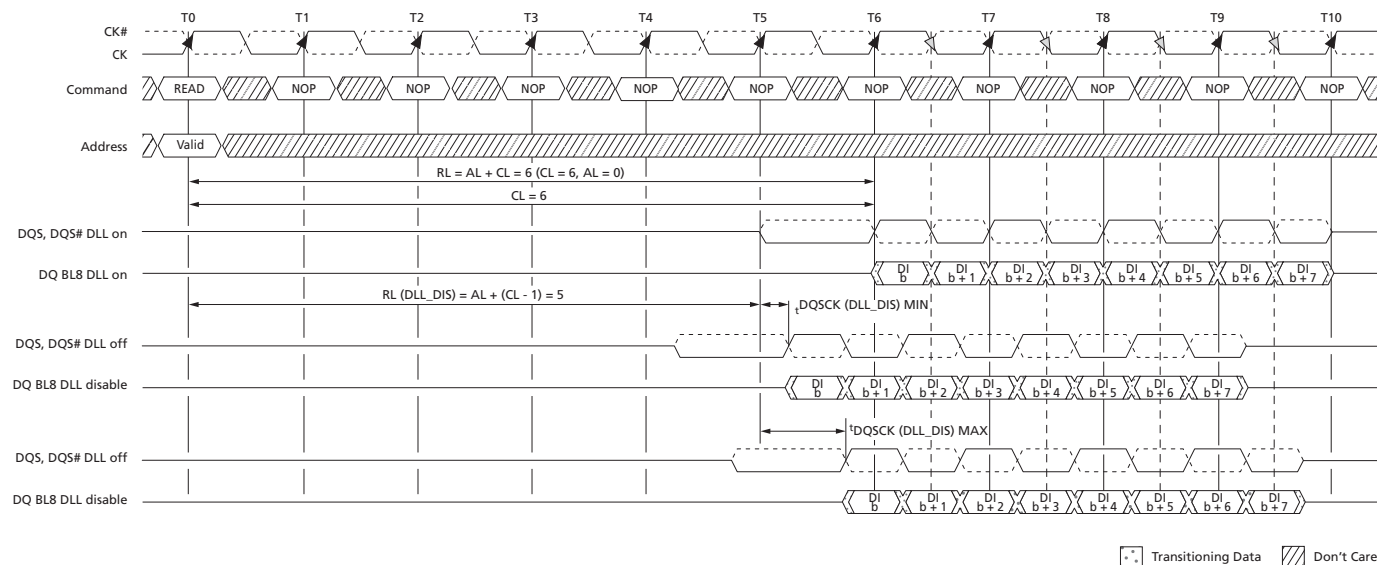 T0 T1 T2 T3 T4 T5 T6 T7 T8 T9 T10
CK#
CK
Command READ NOP NOP NOP NOP NOP NOP NOP NOP NOP NOP
Address Valid
RL = AL + CL = 6 (CL = 6, AL = 0)
CL = 6
DQS, DQS# DLL on
DQ BL8 DLL on DI b DI b + 1 DI b + 2 DI b + 3 DI b + 4 DI b + 5 DI b + 6 DI b + 7
RL (DLL_DIS) = AL + (CL - 1) = 5 tDQSCK (DLL_DIS) MIN
DQS, DQS# DLL off
DQ BL8 DLL disable DI b DI b + 1 DI b + 2 DI b + 3 DI b + 4 DI b + 5 DI b + 6 DI b + 7
tDQSCK (DLL_DIS) MAX
DQS, DQS# DLL off
DQ BL8 DLL disable DI b DI b + 1 DI b + 2 DI b + 3 DI b + 4 DI b + 5 DI b + 6 DI b + 7
Transitioning Data Don't Care